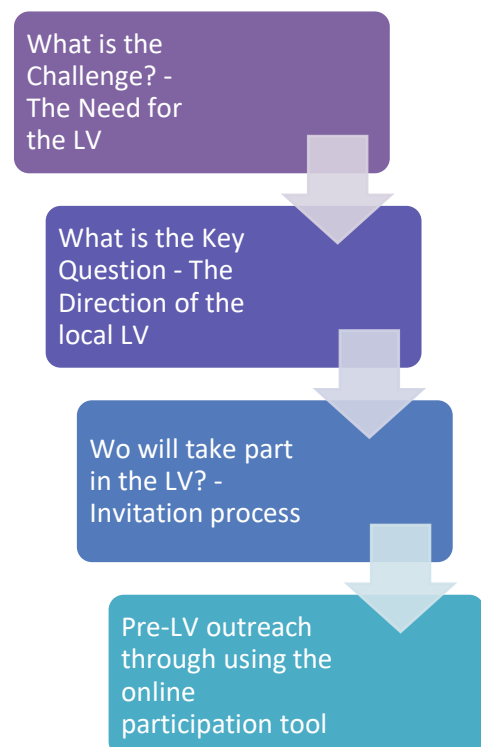 What is the
Challenge? -
The Need for
the LV
What is the Key
Question - The
Direction of the
local LV
Wo will take part
in the LV? -
Invitation process
Pre-LV outreach
through using the
online
participation tool